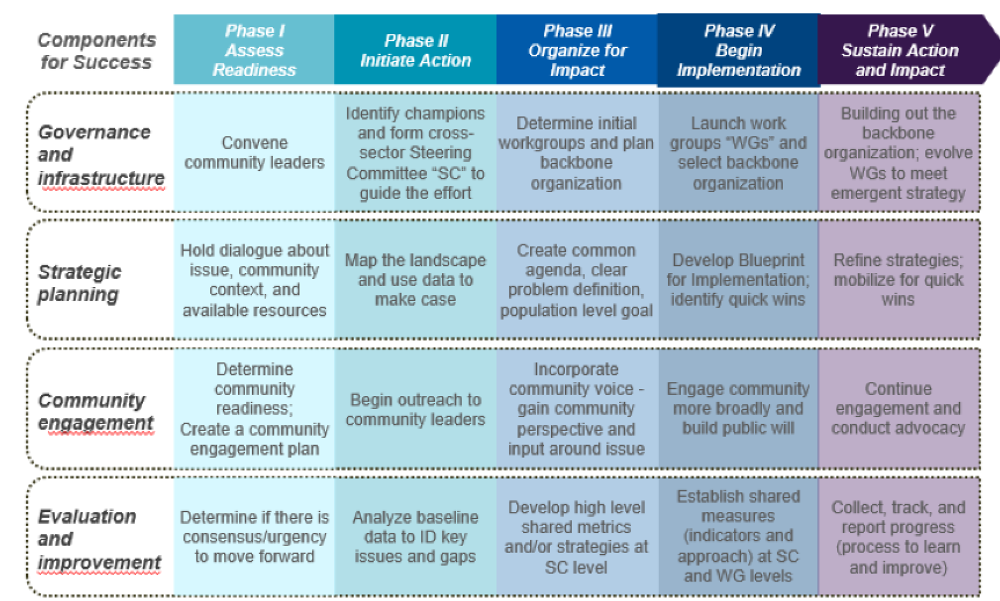 Components
for Success
Phase I
Assess
Readiness
Phase II
Initiate Action
Phase III
Organize for
Impact
Phase IV
Begin
Implementation
Phase V
Sustain Action
and Impact
Governance
and
infrastructure
Convene
community leaders
Identify champions
and form cross-
sector Steering
Committee “SC” to
guide the effort
Determine initial
workgroups and plan
backbone
organization
Launch work
groups “WGs” and
select backbone
organization
Building out the
backbone
organization; evolve
WGs to meet
emergent strategy
Strategic
planning
Hold dialogue about
issue, community
context, and
available resources
Map the landscape
and use data to
make case
Create common
agenda, clear
problem definition,
population level goal
Develop Blueprint
for Implementation;
identify quick wins
Refine strategies;
mobilize for quick
wins
Community
engagement
Determine
community
readiness;
Create a community
engagement plan
Begin outreach to
community leaders
Incorporate
community voice -
gain community
perspective and
input around issue
Engage community
more broadly and
build public will
Continue
engagement and
conduct advocacy
Evaluation
and
improvement
Determine if there is
consensus/urgency
to move forward
Analyze baseline
data to ID key
issues and gaps
Develop high level
shared metrics
and/or strategies at
SC level
Establish shared
measures
(indicators and
approach) at SC
and WG levels
Collect, track, and
report progress
(process to learn
and improve)